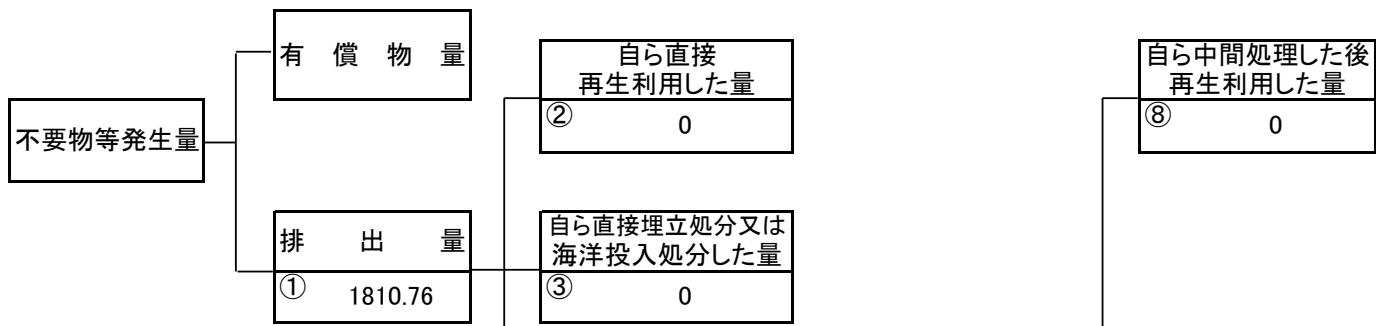 有償物量
自ら直接
再生利用した量
② 0
自ら中間処理した後
再生利用した量
⑧ 0
不要物等発生量
排出量
① 1810.76
自ら直接埋立処分又は
海洋投入処分した量
③ 0